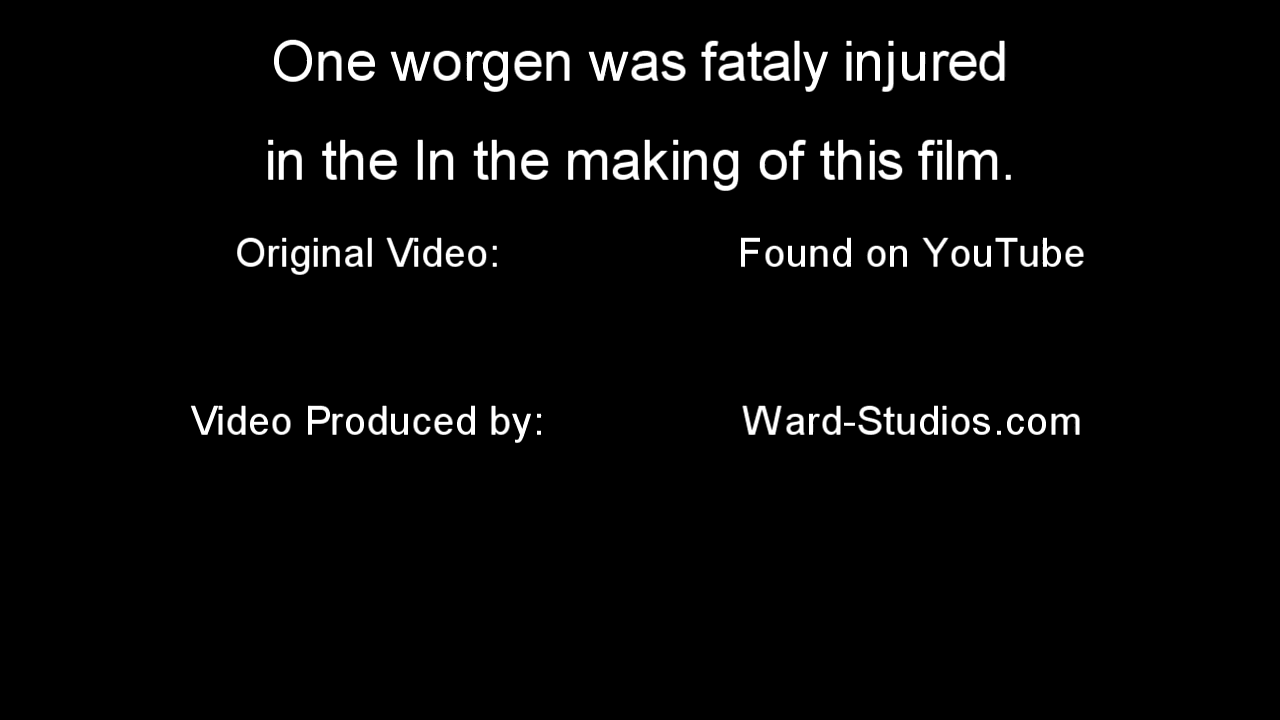 One worgen was fataly injured
in the In the making of this film.
Original Video: Found on YouTube
Video Produced by: Ward-Studios.com